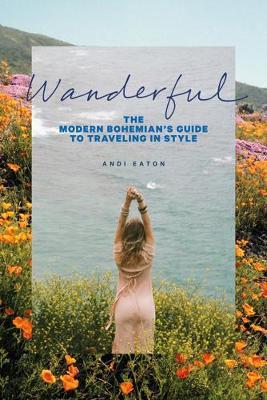 Wanderful
THE
MODERN BOHEMIAN'S GUIDE
TO TRAVELING IN STYLE
ANDI EATON